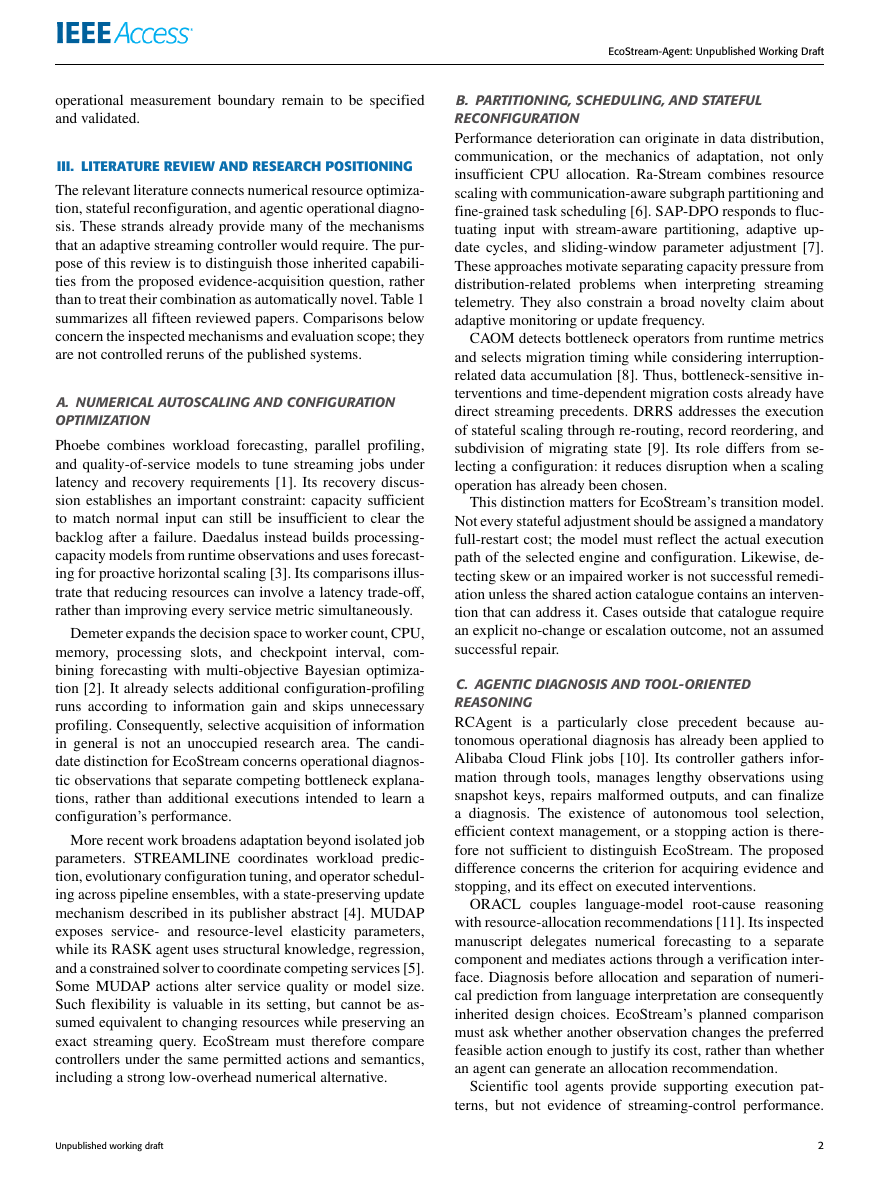 IEEE Access
EcoStream-Agent: Unpublished Working Draft
operational measurement boundary remain to be specified
and validated.
III. LITERATURE REVIEW AND RESEARCH POSITIONING
The relevant literature connects numerical resource optimiza-
tion, stateful reconfiguration, and agentic operational diagno-
sis. These strands already provide many of the mechanisms
that an adaptive streaming controller would require. The pur-
pose of this review is to distinguish those inherited capabili-
ties from the proposed evidence-acquisition question, rather
than to treat their combination as automatically novel. Table 1
summarizes all fifteen reviewed papers. Comparisons below
concern the inspected mechanisms and evaluation scope; they
are not controlled reruns of the published systems.
A. NUMERICAL AUTOSCALING AND CONFIGURATION
OPTIMIZATION
Phoebe combines workload forecasting, parallel profiling,
and quality-of-service models to tune streaming jobs under
latency and recovery requirements [1]. Its recovery discus-
sion establishes an important constraint: capacity sufficient
to match normal input can still be insufficient to clear the
backlog after a failure. Daedalus instead builds processing-
capacity models from runtime observations and uses forecast-
ing for proactive horizontal scaling [3]. Its comparisons illus-
trate that reducing resources can involve a latency trade-off,
rather than improving every service metric simultaneously.
Demeter expands the decision space to worker count, CPU,
memory, processing slots, and checkpoint interval, com-
bining forecasting with multi-objective Bayesian optimiza-
tion [2]. It already selects additional configuration-profiling
runs according to information gain and skips unnecessary
profiling. Consequently, selective acquisition of information
in general is not an unoccupied research area. The candi-
date distinction for EcoStream concerns operational diagnos-
tic observations that separate competing bottleneck explana-
tions, rather than additional executions intended to learn a
configuration's performance.
More recent work broadens adaptation beyond isolated job
parameters. STREAMLINE coordinates workload predic-
tion, evolutionary configuration tuning, and operator schedul-
ing across pipeline ensembles, with a state-preserving update
mechanism described in its publisher abstract [4]. MUDAP
exposes service- and resource-level elasticity parameters,
while its RASK agent uses structural knowledge, regression,
and a constrained solver to coordinate competing services [5].
Some MUDAP actions alter service quality or model size.
Such flexibility is valuable in its setting, but cannot be as-
sumed equivalent to changing resources while preserving an
exact streaming query. EcoStream must therefore compare
controllers under the same permitted actions and semantics,
including a strong low-overhead numerical alternative.
B. PARTITIONING, SCHEDULING, AND STATEFUL
RECONFIGURATION
Performance deterioration can originate in data distribution,
communication, or the mechanics of adaptation, not only
insufficient CPU allocation. Ra-Stream combines resource
scaling with communication-aware subgraph partitioning and
fine-grained task scheduling [6]. SAP-DPO responds to fluc-
tuating input with stream-aware partitioning, adaptive up-
date cycles, and sliding-window parameter adjustment [7].
These approaches motivate separating capacity pressure from
distribution-related problems when interpreting streaming
telemetry. They also constrain a broad novelty claim about
adaptive monitoring or update frequency.
CAOM detects bottleneck operators from runtime metrics
and selects migration timing while considering interruption-
related data accumulation [8]. Thus, bottleneck-sensitive in-
terventions and time-dependent migration costs already have
direct streaming precedents. DRRS addresses the execution
of stateful scaling through re-routing, record reordering, and
subdivision of migrating state [9]. Its role differs from se-
lecting a configuration: it reduces disruption when a scaling
operation has already been chosen.
This distinction matters for EcoStream's transition model.
Not every stateful adjustment should be assigned a mandatory
full-restart cost; the model must reflect the actual execution
path of the selected engine and configuration. Likewise, de-
tecting skew or an impaired worker is not successful remedi-
ation unless the shared action catalogue contains an interven-
tion that can address it. Cases outside that catalogue require
an explicit no-change or escalation outcome, not an assumed
successful repair.
C. AGENTIC DIAGNOSIS AND TOOL-ORIENTED
REASONING
RCAgent is a particularly close precedent because au-
tonomous operational diagnosis has already been applied to
Alibaba Cloud Flink jobs [10]. Its controller gathers infor-
mation through tools, manages lengthy observations using
snapshot keys, repairs malformed outputs, and can finalize
a diagnosis. The existence of autonomous tool selection,
efficient context management, or a stopping action is there-
fore not sufficient to distinguish EcoStream. The proposed
difference concerns the criterion for acquiring evidence and
stopping, and its effect on executed interventions.
ORACL couples language-model root-cause reasoning
with resource-allocation recommendations [11]. Its inspected
manuscript delegates numerical forecasting to a separate
component and mediates actions through a verification inter-
face. Diagnosis before allocation and separation of numeri-
cal prediction from language interpretation are consequently
inherited design choices. EcoStream's planned comparison
must ask whether another observation changes the preferred
feasible action enough to justify its cost, rather than whether
an agent can generate an allocation recommendation.
Scientific tool agents provide supporting execution pat-
terns, but not evidence of streaming-control performance.
Unpublished working draft
2